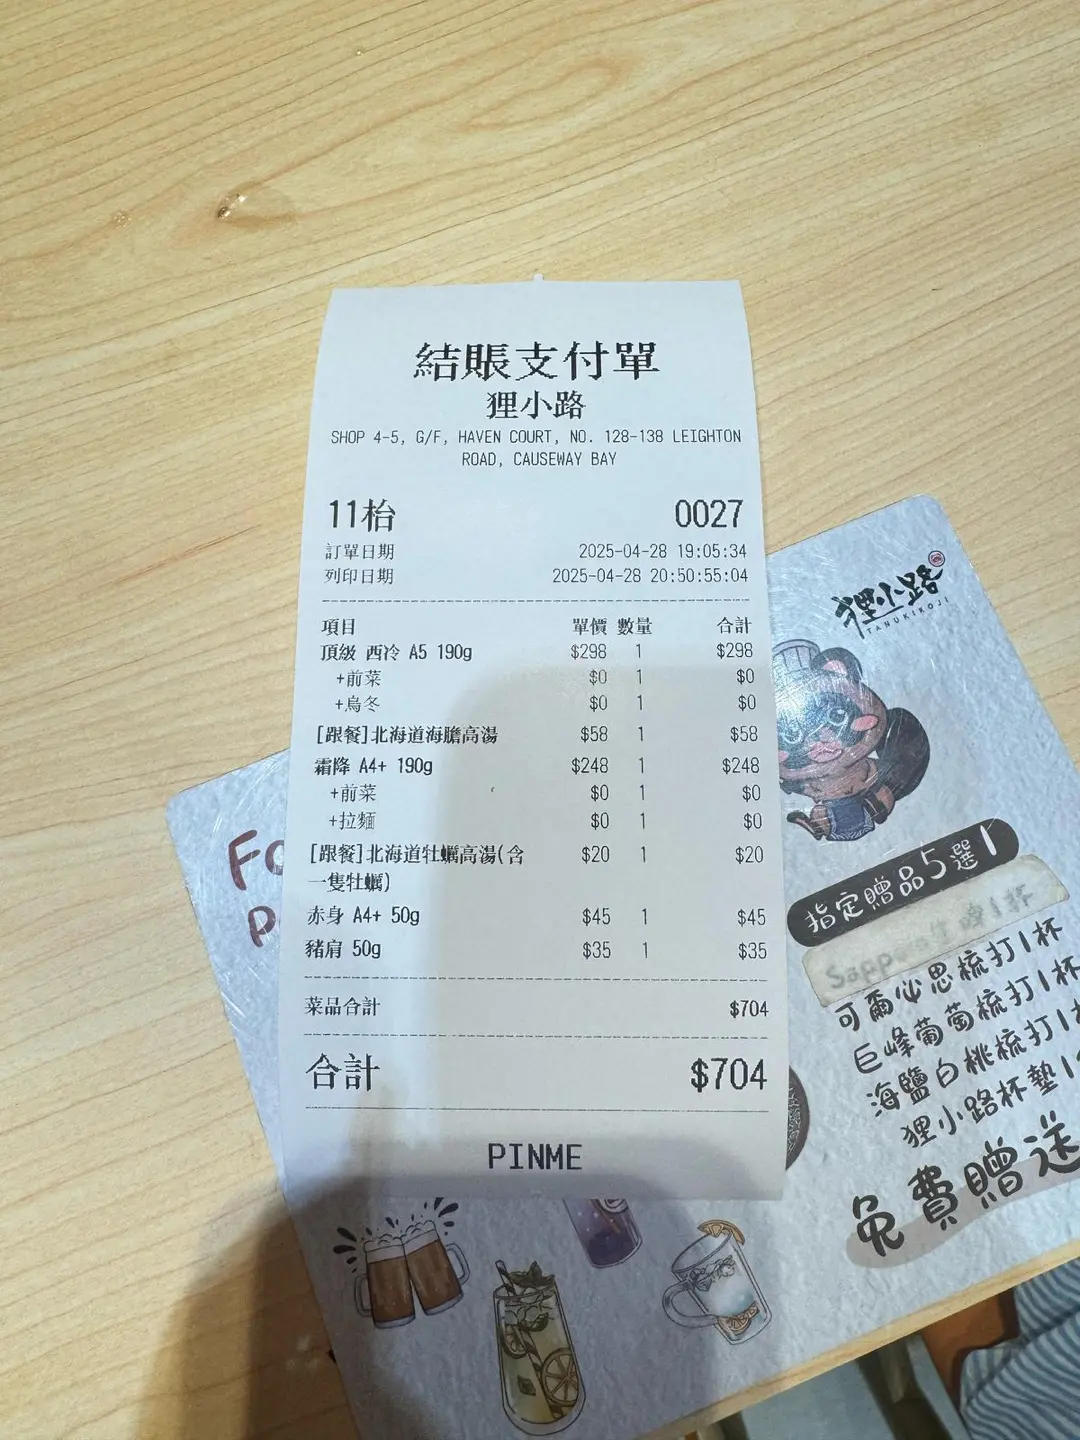 結賬支付單
狸小路
SHOP 4-5, G/F, HAVEN COURT, NO. 128-138 LEIGHTON
ROAD, CAUSEWAY BAY
11枱 0027
訂單日期 2025-04-28 19:05:34
列印日期 2025-04-28 20:50:55:04
項目 單價 數量 合計
頂級 西冷 A5 190g $298 1 $298
+前菜 $0 1 $0
+烏冬 $0 1 $0
[跟餐]北海道海膽高湯 $58 1 $58
霜降 A4+ 190g $248 1 $248
+前菜 $0 1 $0
+拉麵 $0 1 $0
[跟餐]北海道牡蠣高湯(含 $20 1 $20
一隻牡蠣)
赤身 A4+ 50g $45 1 $45
豬肩 50g $35 1 $35
菜品合計 $704
合計 $704
PINME
狸小路
TANUKIKOJI
指定贈品5選1
可爾必思梳打1杯
巨峰葡萄梳打1杯
海鹽白桃梳打1
狸小路杯墊1
免費贈送